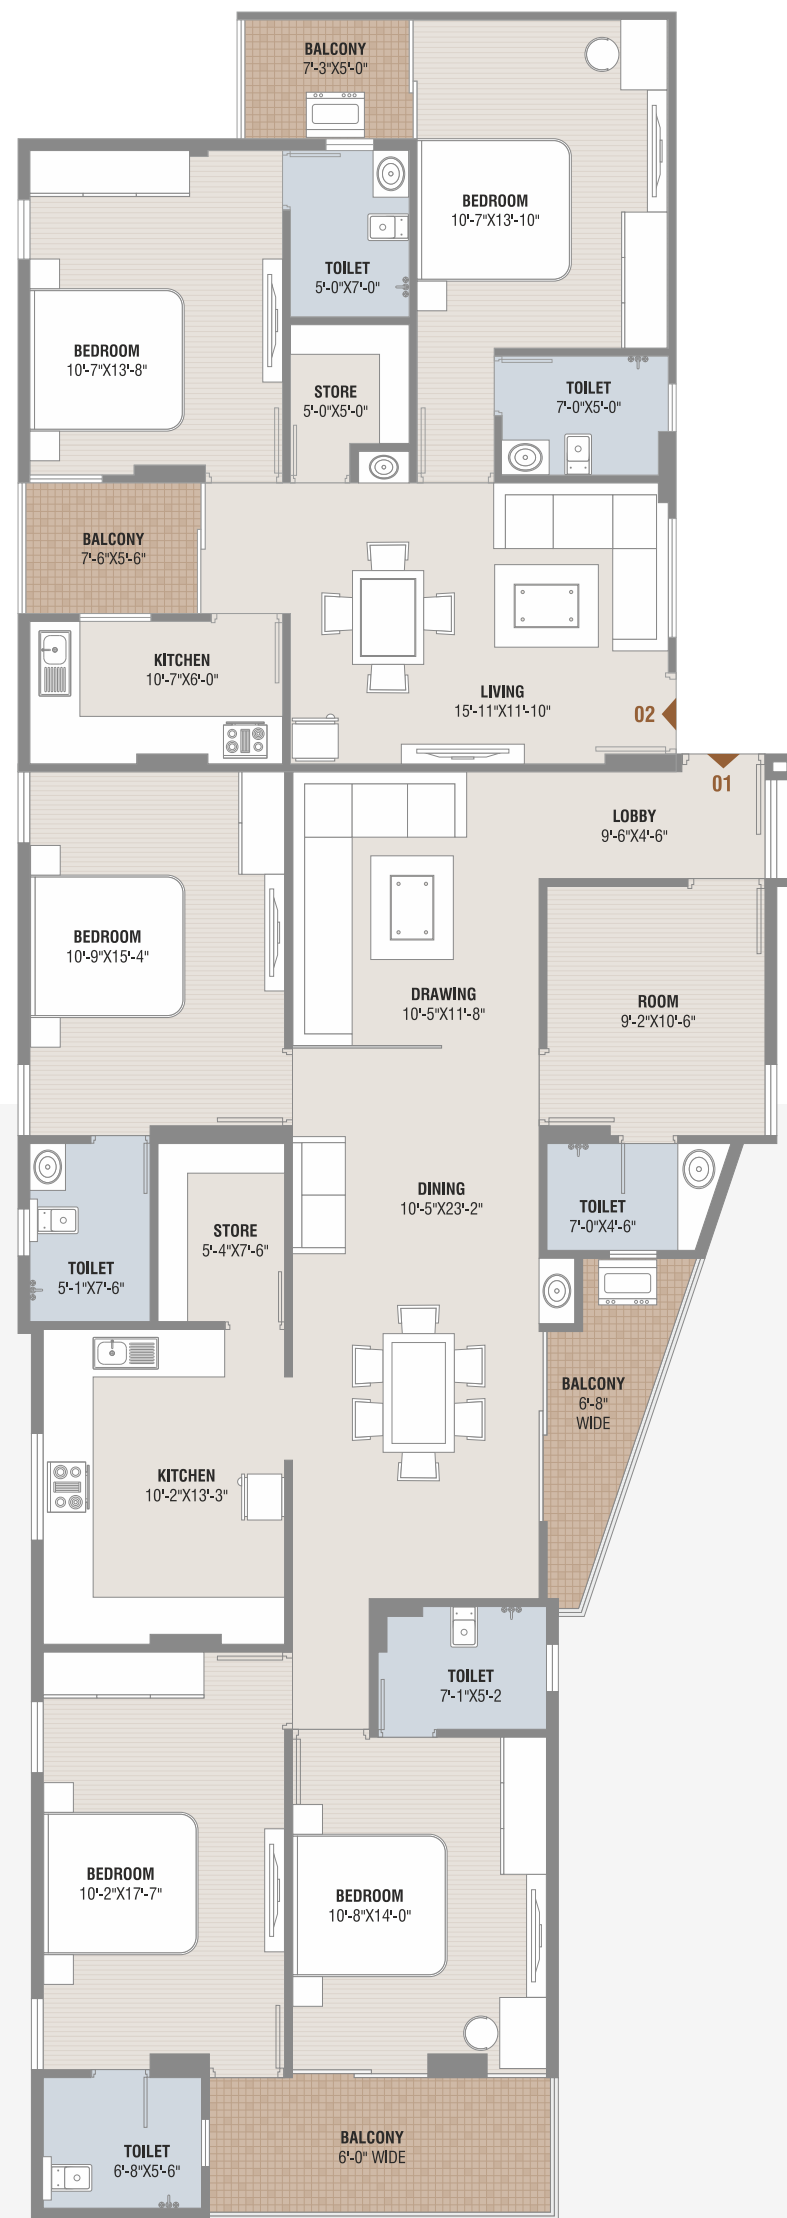 BALCONY
7'-3"X5'-0"
BEDROOM
10'-7"X13'-10"
TOILET
5'-0"X7'-0"
BEDROOM
10'-7"X13'-8"
STORE
5'-0"X5'-0"
TOILET
7'-0"X5'-0"
BALCONY
7'-6"X5'-6"
KITCHEN
10'-7"X6'-0"
LIVING
15'-11"X11'-10"
02
01
LOBBY
9'-6"X4'-6"
BEDROOM
10'-9"X15'-4"
DRAWING
10'-5"X11'-8"
ROOM
9'-2"X10'-6"
DINING
10'-5"X23'-2"
TOILET
7'-0"X4'-6"
STORE
5'-4"X7'-6"
TOILET
5'-1"X7'-6"
BALCONY
6'-8"
WIDE
KITCHEN
10'-2"X13'-3"
TOILET
7'-1"X5'-2
BEDROOM
10'-2"X17'-7"
BEDROOM
10'-8"X14'-0"
BALCONY
6'-0" WIDE
TOILET
6'-8"X5'-6"